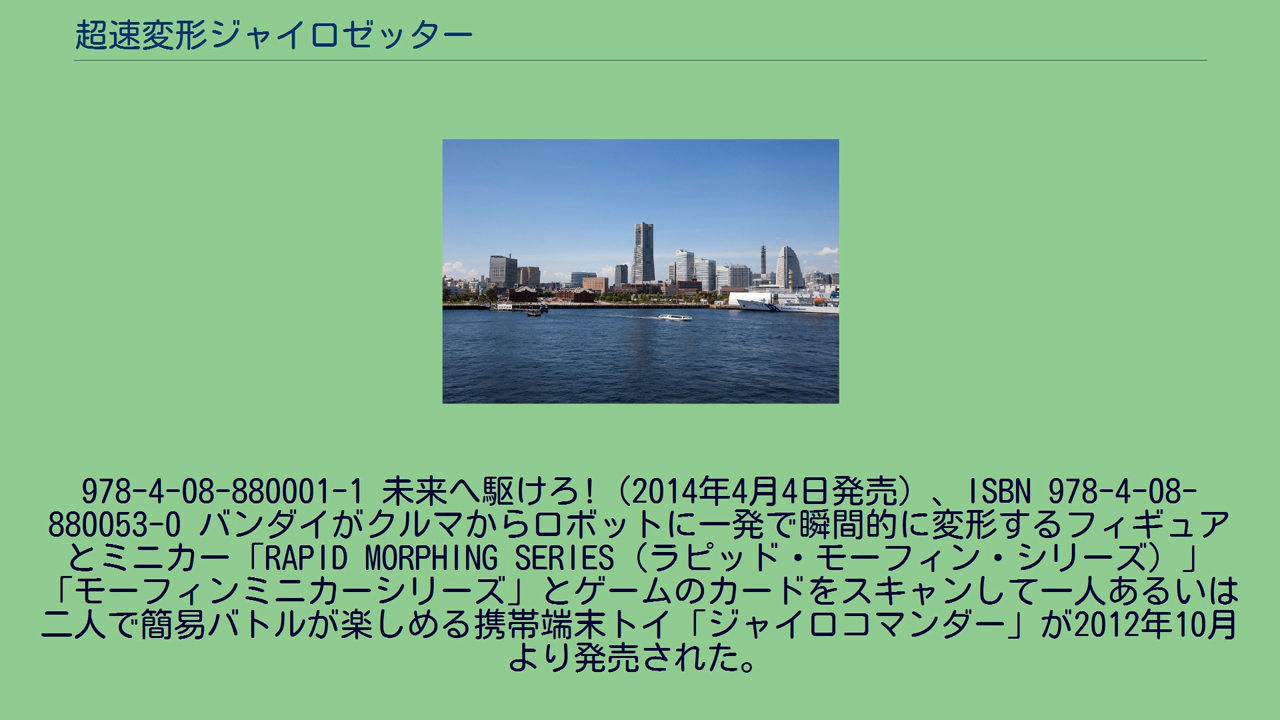 超速変形ジャイロゼッター
978-4-08-880001-1 未来へ駆けろ!（2014年4月4日発売）、ISBN 978-4-08-
880053-0 バンダイがクルマからロボットに一発で瞬間的に変形するフィギュア
とミニカー「RAPID MORPHING SERIES（ラピッド・モーフィン・シリーズ）」
「モーフィンミニカーシリーズ」とゲームのカードをスキャンして一人あるいは
二人で簡易バトルが楽しめる携帯端末トイ「ジャイロコマンダー」が2012年10月
より発売された。